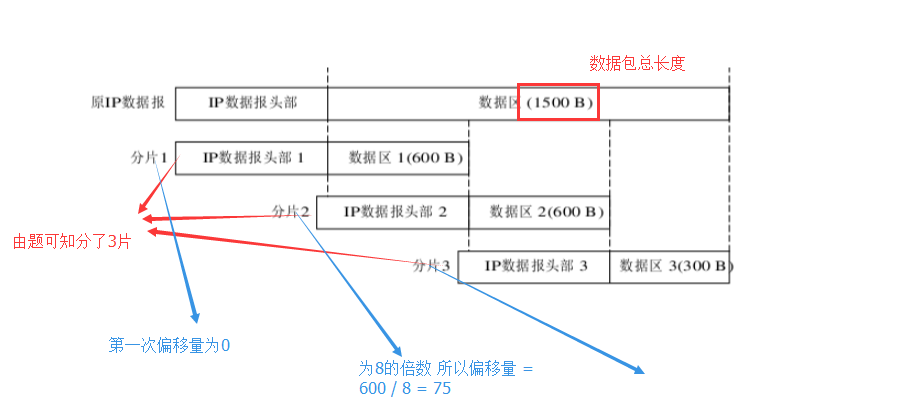 数据包总长度
原IP数据报 IP数据报头部 数据区 (1500 B)
分片1 IP数据报头部 1 数据区 1(600 B)
分片2 IP数据报头部 2 数据区 2(600 B)
由题可知分了3片
分片3 IP数据报头部 3 数据区 3(300 B)
第一次偏移量为0
为8的倍数 所以偏移量 =
600 / 8 = 75